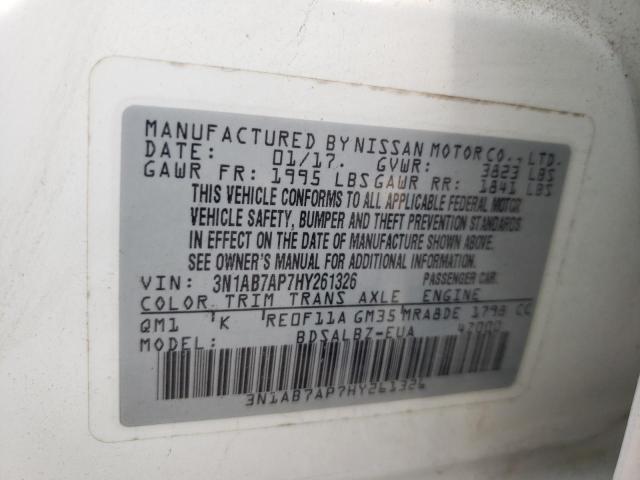 MANUFACTURED BY NISSAN MOTOR CO., LTD.
DATE: 01/17. GVWR: 3823 LBS
GAWR FR: 1995 LBS GAWR RR: 1841 LBS
THIS VEHICLE CONFORMS TO ALL APPLICABLE FEDERAL MOTOR
VEHICLE SAFETY, BUMPER AND THEFT PREVENTION STANDARDS
IN EFFECT ON THE DATE OF MANUFACTURE SHOWN ABOVE.
SEE OWNER'S MANUAL FOR ADDITIONAL INFORMATION.
VIN: 3N1AB7AP7HY261326 PASSENGER CAR.
COLOR TRIM TRANS AXLE ENGINE
QM1 K RE0F11A GM35 MRA8DE 1798 CC
MODEL: BDSALBZ-EUA 47000
3N1AB7AP7HY261326